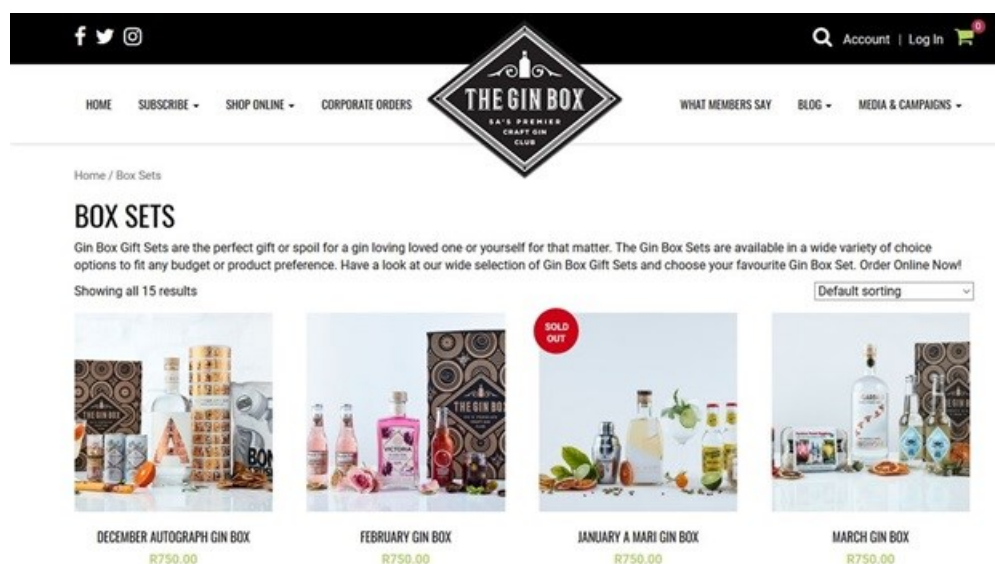 0
Account | Log In
HOME SUBSCRIBE SHOP ONLINE CORPORATE ORDERS
THE GIN BOX
SA'S PREMIER
CRAFT GIN
CLUB
WHAT MEMBERS SAY BLOG MEDIA & CAMPAIGNS
Home / Box Sets
BOX SETS
Gin Box Gift Sets are the perfect gift or spoil for a gin loving loved one or yourself for that matter. The Gin Box Sets are available in a wide variety of choice
options to fit any budget or product preference. Have a look at our wide selection of Gin Box Gift Sets and choose your favourite Gin Box Set. Order Online Now!
Showing all 15 results
Default sorting
SOLD
OUT
THE GIN BO
A
BON
THE GIN BO
VICTORIA
DECEMBER AUTOGRAPH GIN BOX
R750.00
FEBRUARY GIN BOX
R750.00
JANUARY A MARI GIN BOX
R750.00
MARCH GIN BOX
R750.00